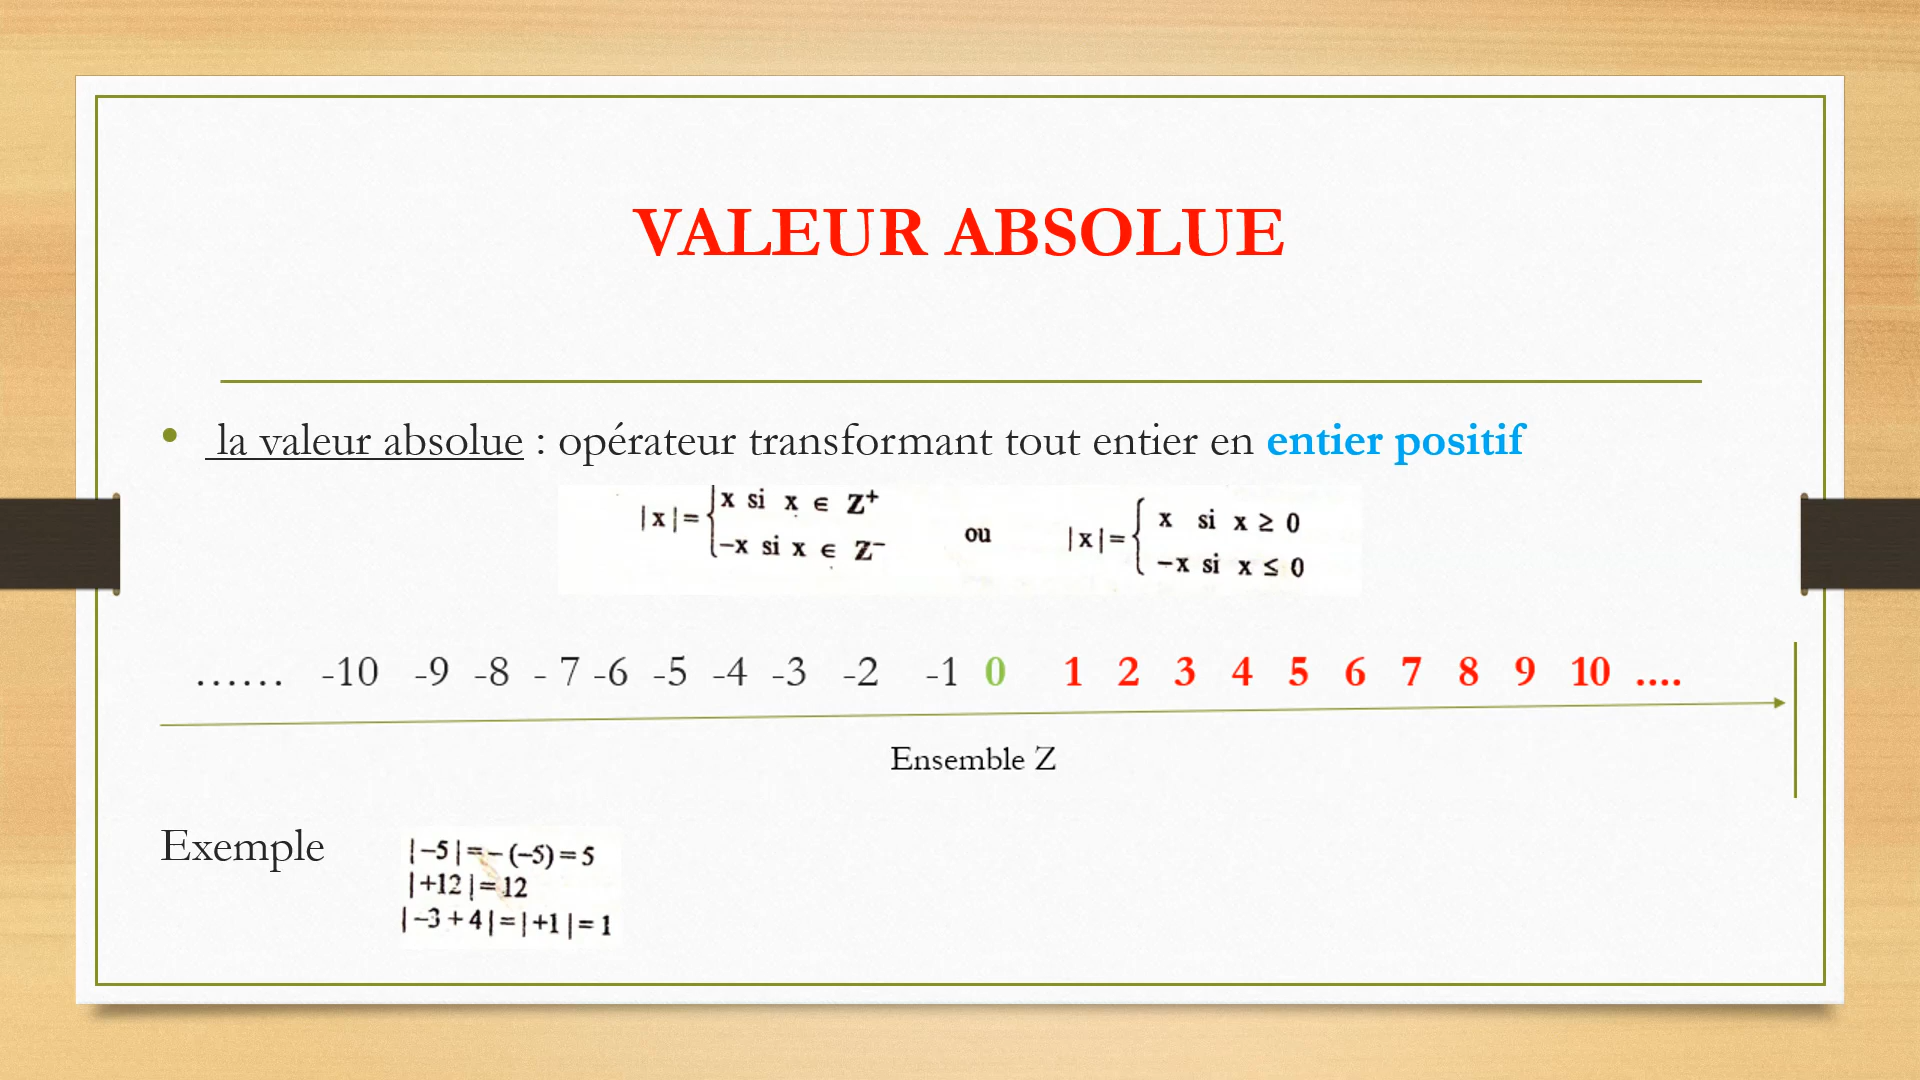 VALEUR ABSOLUE
• la valeur absolue : opérateur transformant tout entier en entier positif
|x|= { x si x ∈ Z⁺
−x si x ∈ Z⁻
ou
|x|= { x si x ≥ 0
−x si x ≤ 0
…… -10 -9 -8 - 7 -6 -5 -4 -3 -2 -1 0 1 2 3 4 5 6 7 8 9 10 ....
Ensemble Z
Exemple
|−5|=−(−5)=5
|+12|=12
|−3+4|=|+1|=1